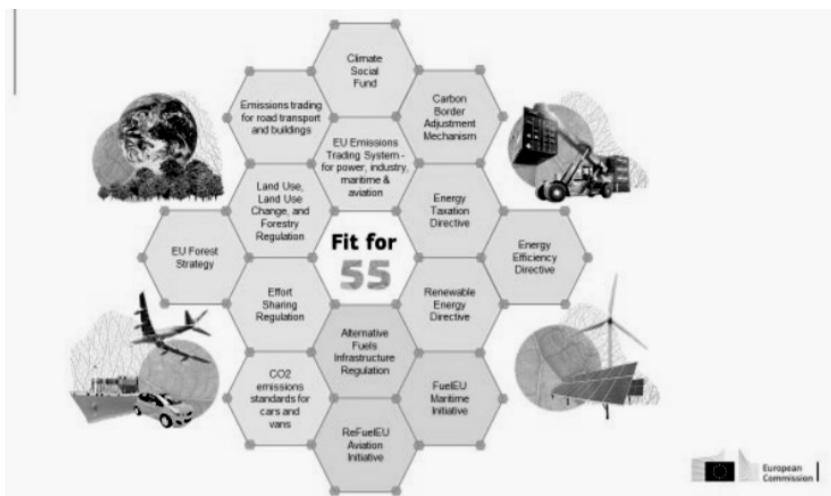 Climate
Social
Fund
Emissions trading
for road transport
and buildings
Carbon
Border
Adjustment
Mechanism
EU Emissions
Trading System -
for power, industry,
maritime &
aviation
Land Use,
Land Use
Change, and
Forestry
Regulation
Energy
Taxation
Directive
EU Forest
Strategy
Fit for
55
Energy
Efficiency
Directive
Effort
Sharing
Regulation
Renewable
Energy
Directive
Alternative
Fuels
Infrastructure
Regulation
CO2
emissions
standards for
cars and
vans
FuelEU
Maritime
Initiative
ReFuelEU
Aviation
Initiative
European
Commission